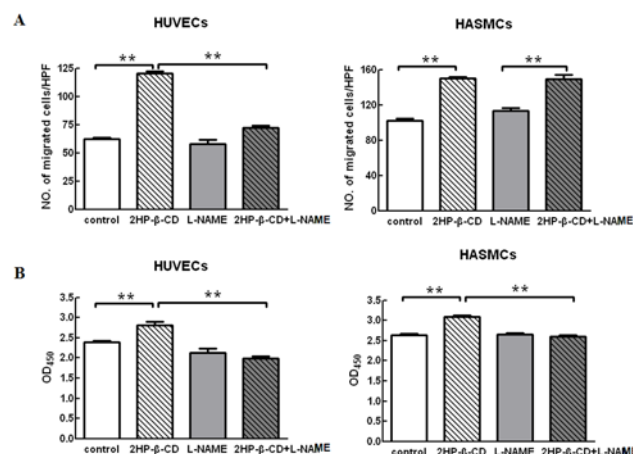 A
HUVECs
NO. of migrated cells/HPF
125
100
75
50
25
0
**
**
control 2HP-β-CD L-NAME 2HP-β-CD+L-NAME
HASMCs
NO. of migrated cells/HPF
160
120
80
40
0
**
**
control 2HP-β-CD L-NAME 2HP-β-CD+L-NAME
B
HUVECs
OD450
3.5
3.0
2.5
2.0
1.5
1.0
0.5
0.0
**
**
control 2HP-β-CD L-NAME 2HP-β-CD+L-NAME
HASMCs
OD450
3.5
3.0
2.5
2.0
1.5
1.0
0.5
0.0
**
**
control 2HP-β-CD L-NAME 2HP-β-CD+L-NAME